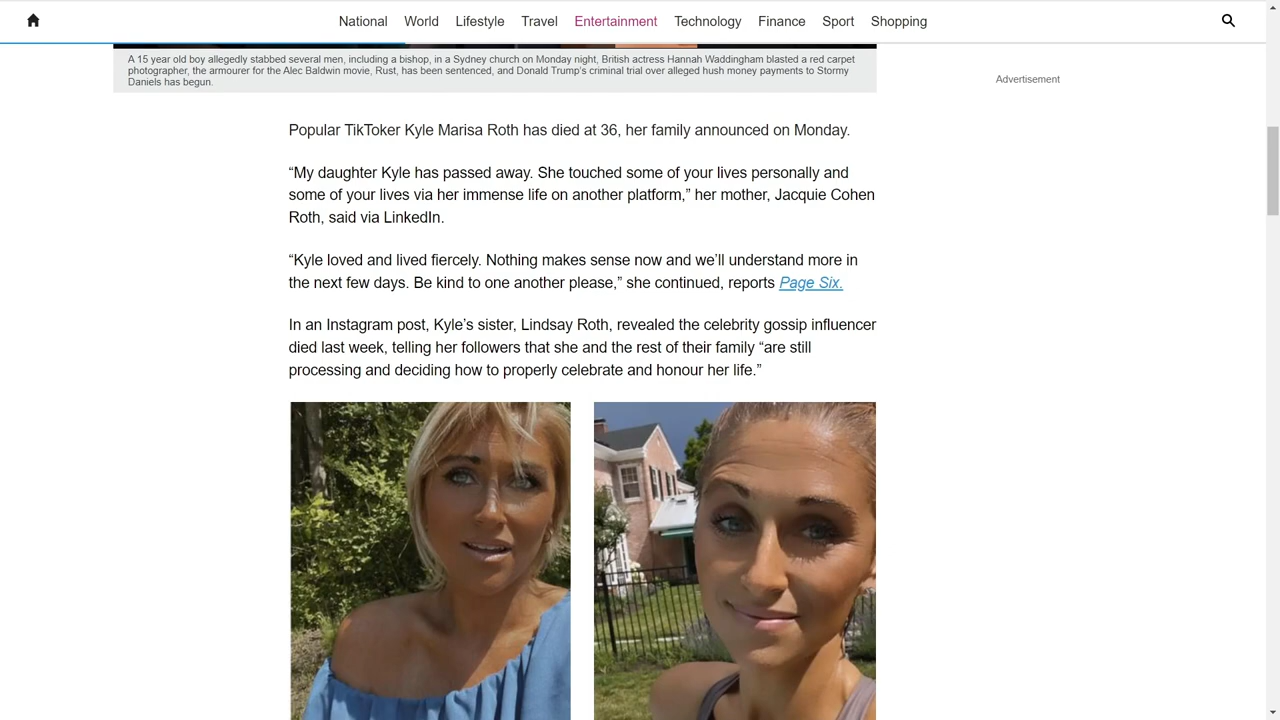 National World Lifestyle Travel Entertainment Technology Finance Sport Shopping
A 15 year old boy allegedly stabbed several men, including a bishop, in a Sydney church on Monday night, British actress Hannah Waddingham blasted a red carpet
photographer, the armourer for the Alec Baldwin movie, Rust, has been sentenced, and Donald Trump's criminal trial over alleged hush money payments to Stormy
Daniels has begun.
Advertisement
Popular TikToker Kyle Marisa Roth has died at 36, her family announced on Monday.
“My daughter Kyle has passed away. She touched some of your lives personally and
some of your lives via her immense life on another platform,” her mother, Jacquie Cohen
Roth, said via LinkedIn.
“Kyle loved and lived fiercely. Nothing makes sense now and we’ll understand more in
the next few days. Be kind to one another please,” she continued, reports Page Six.
In an Instagram post, Kyle’s sister, Lindsay Roth, revealed the celebrity gossip influencer
died last week, telling her followers that she and the rest of their family “are still
processing and deciding how to properly celebrate and honour her life.”